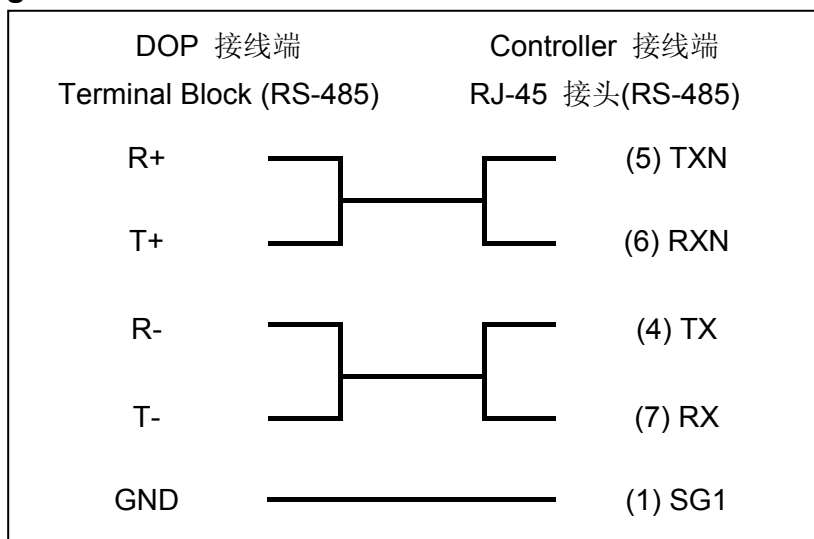 DOP 接线端 Controller 接线端
Terminal Block (RS-485) RJ-45 接头(RS-485)
R+ (5) TXN
T+ (6) RXN
R- (4) TX
T- (7) RX
GND (1) SG1